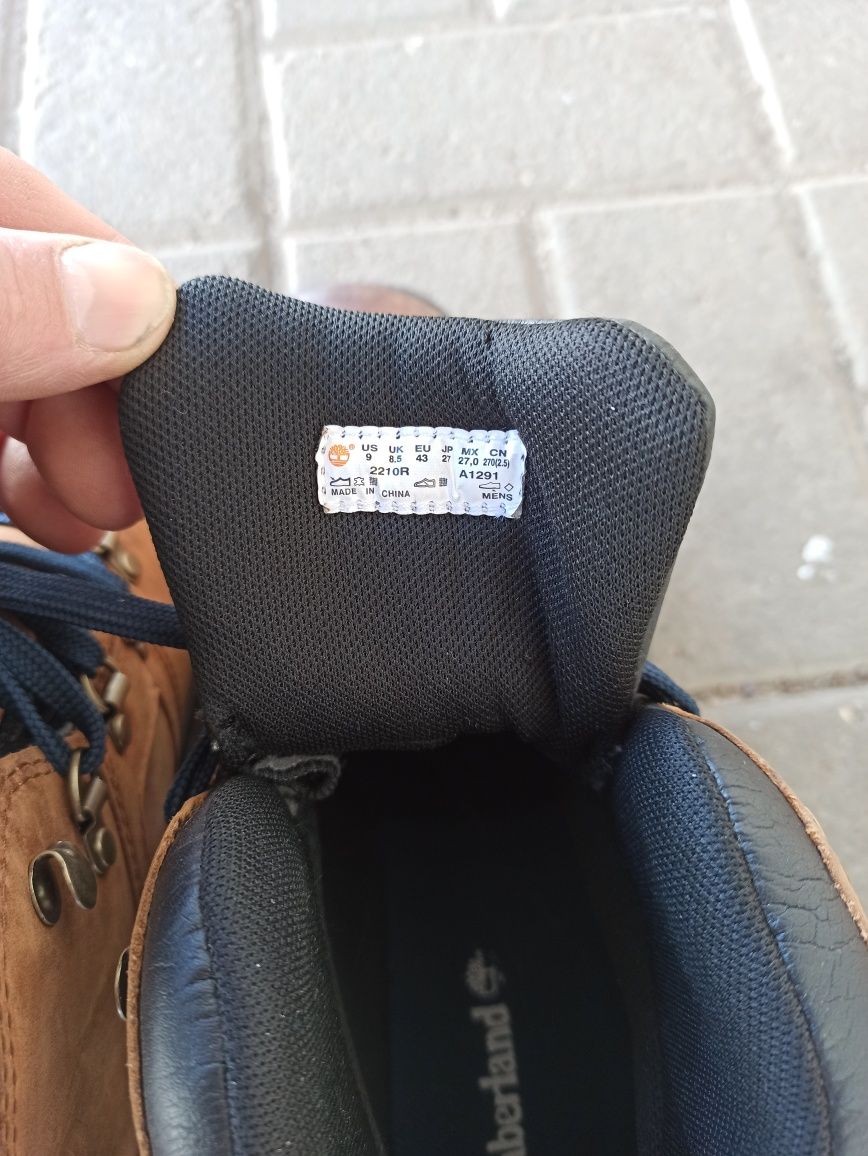 US UK EU JP MX CN
9 8.5 43 27 27,0 270(2.5)
2210R A1291
MADE IN CHINA MENS
mberland